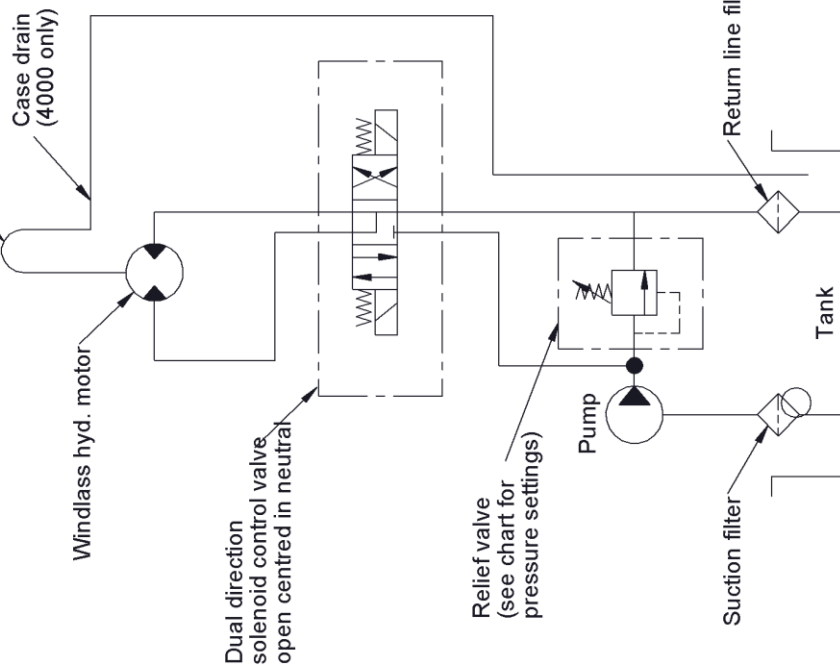 Case drain
(4000 only)
Windlass hyd. motor
Dual direction
solenoid control valve
open centred in neutral
Relief valve
(see chart for
pressure settings)
Pump
Return line fil
Suction filter
Tank